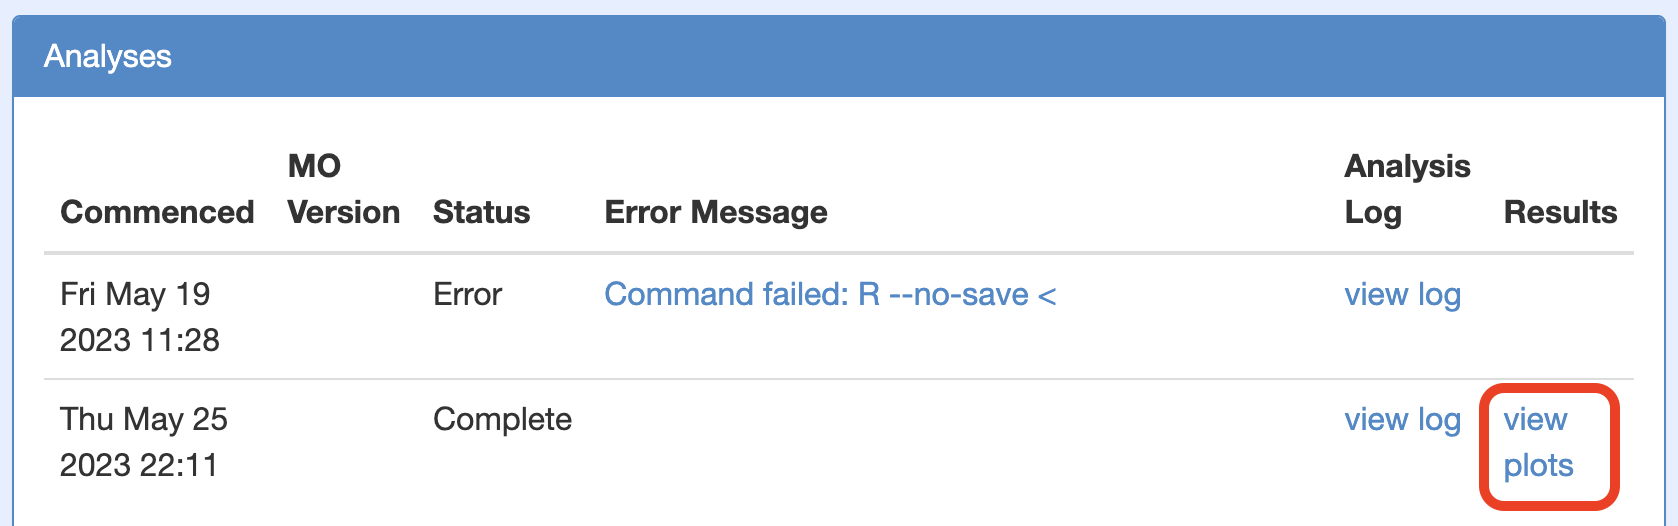 Analyses
Commenced MO Version Status Error Message Analysis Log Results
Fri May 19 2023 11:28 Error Command failed: R --no-save < view log
Thu May 25 2023 22:11 Complete view log view plots